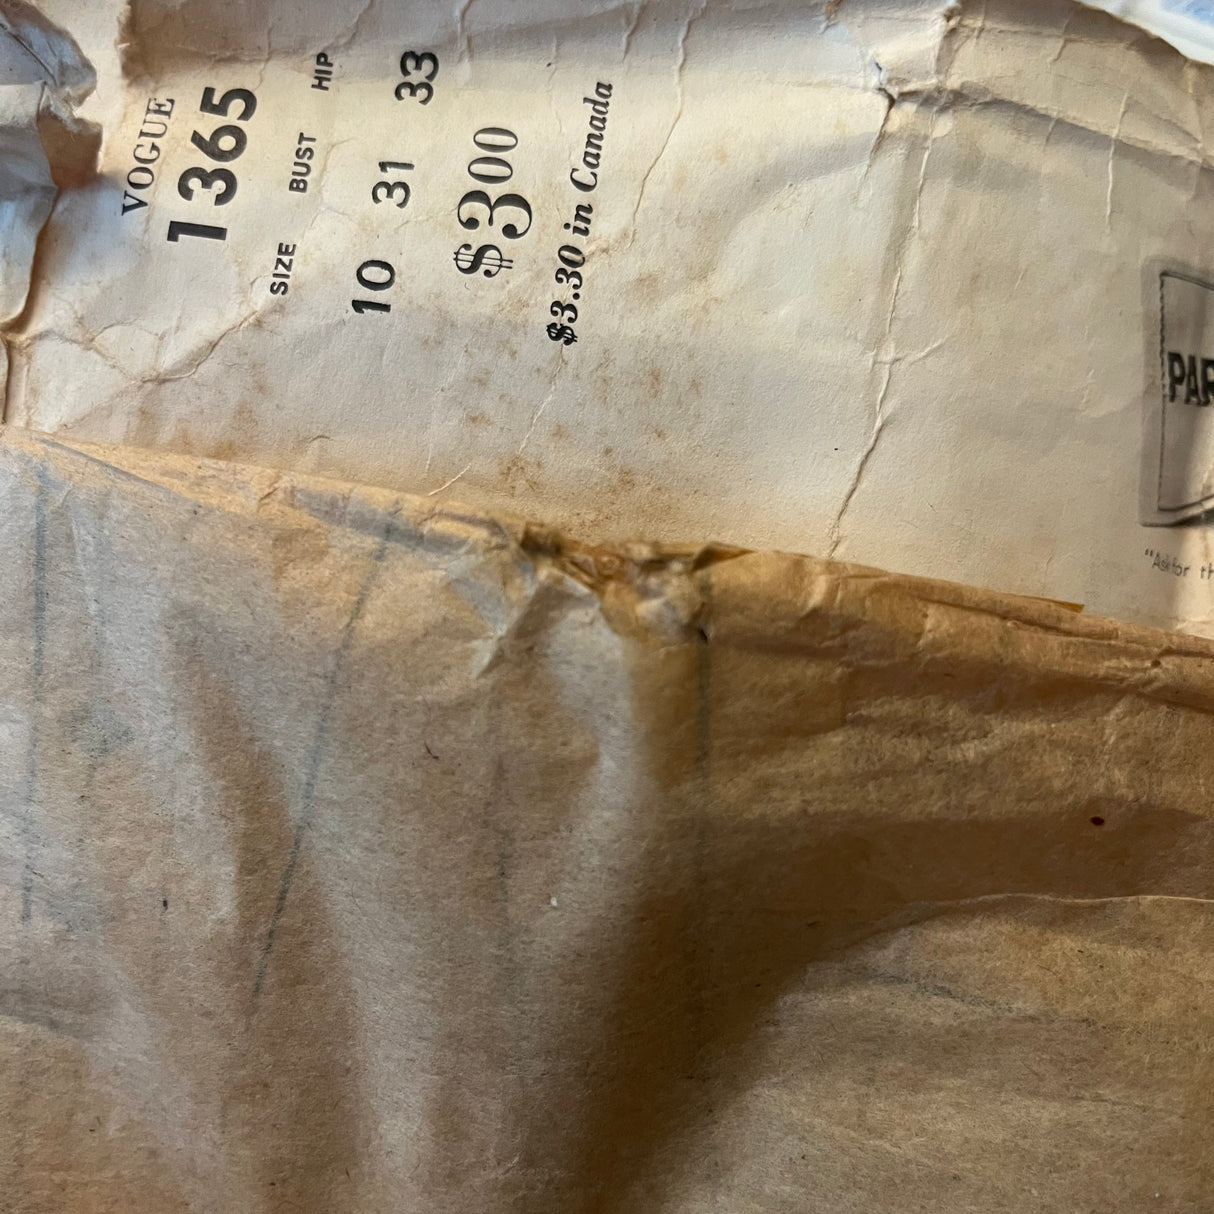 VOGUE
1365
SIZE BUST HIP
10 31 33
$3.00
$3.30 in Canada
PAR
"Ask for th